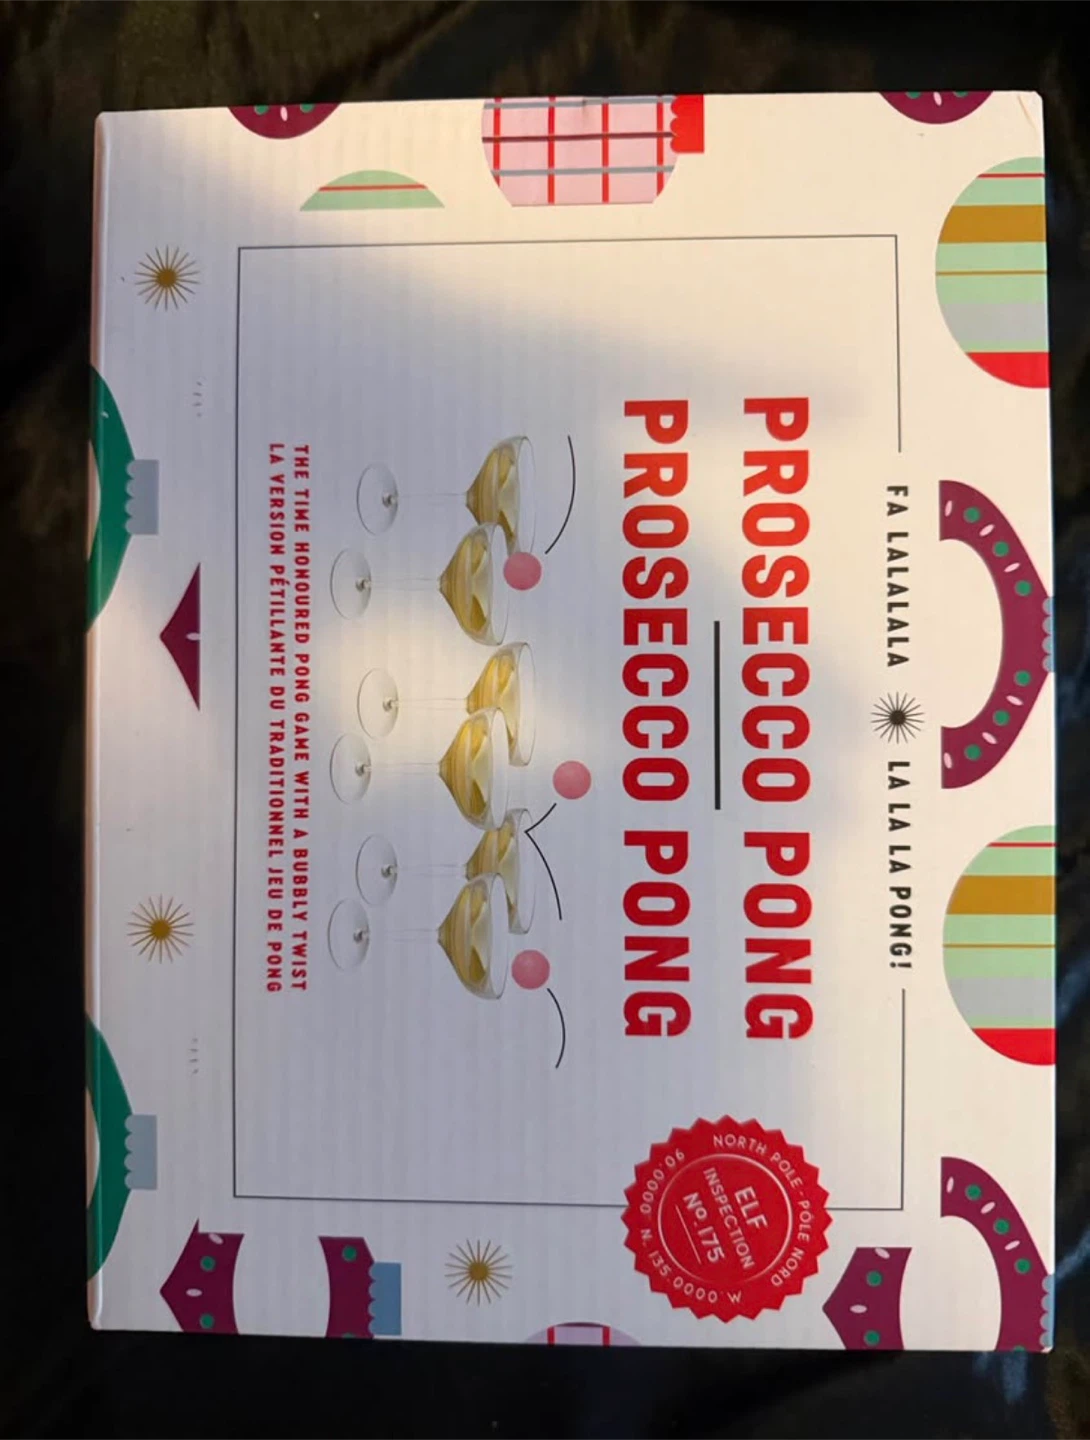 FA LALALALA LA LA LA PONG!
PROSECCO PONG
PROSECCO PONG
THE TIME HONOURED PONG GAME WITH A BUBBLY TWIST
LA VERSION PÉTILLANTE DU TRADITIONNEL JEU DE PONG
NORTH POLE · PÔLE NORD
ELF
INSPECTION
Nº.175
90.0000 N. 135.0000 W.